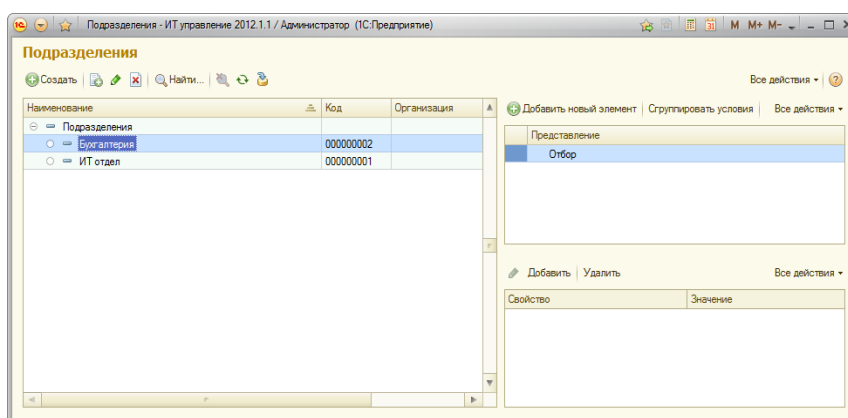 Подразделения - ИТ управление 2012.1.1 / Администратор (1С:Предприятие) M M+ M-
Подразделения
Создать Найти... Все действия
Наименование Код Организация
Подразделения
Бухгалтерия 000000002
ИТ отдел 000000001
Добавить новый элемент Сгруппировать условия Все действия
Представление
Отбор
Добавить Удалить Все действия
Свойство Значение